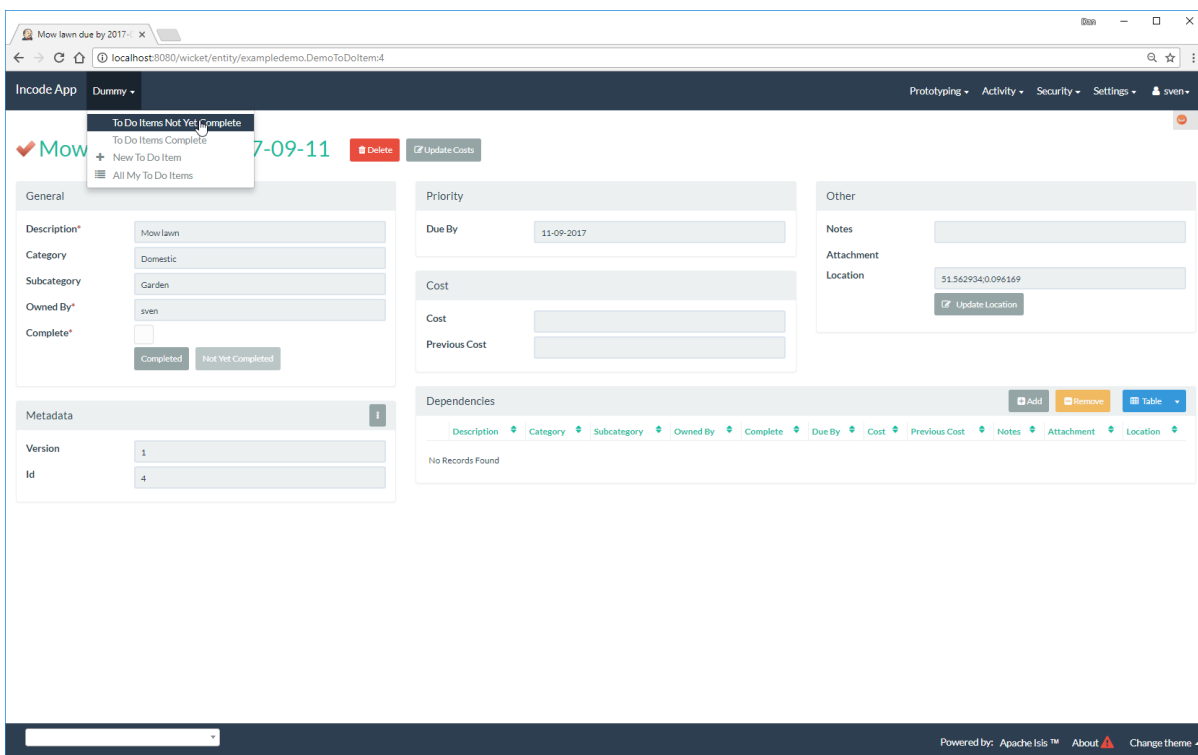 Dan
Mow lawn due by 2017-0
localhost:8080/wicket/entity/exampledemo.DemoToDoItem:4
Incode App Dummy Prototyping Activity Security Settings sven
To Do Items Not Yet Complete
To Do Items Complete
New To Do Item
All My To Do Items
Mow 7-09-11 Delete Update Costs
General
Description* Mow lawn
Category Domestic
Subcategory Garden
Owned By* sven
Complete*
Completed Not Yet Completed
Metadata
Version 1
Id 4
Priority
Due By 11-09-2017
Cost
Cost
Previous Cost
Other
Notes
Attachment
Location 51.562934;0.096169
Update Location
Dependencies Add Remove Table
Description Category Subcategory Owned By Complete Due By Cost Previous Cost Notes Attachment Location
No Records Found
Powered by: Apache Isis ™ About Change theme